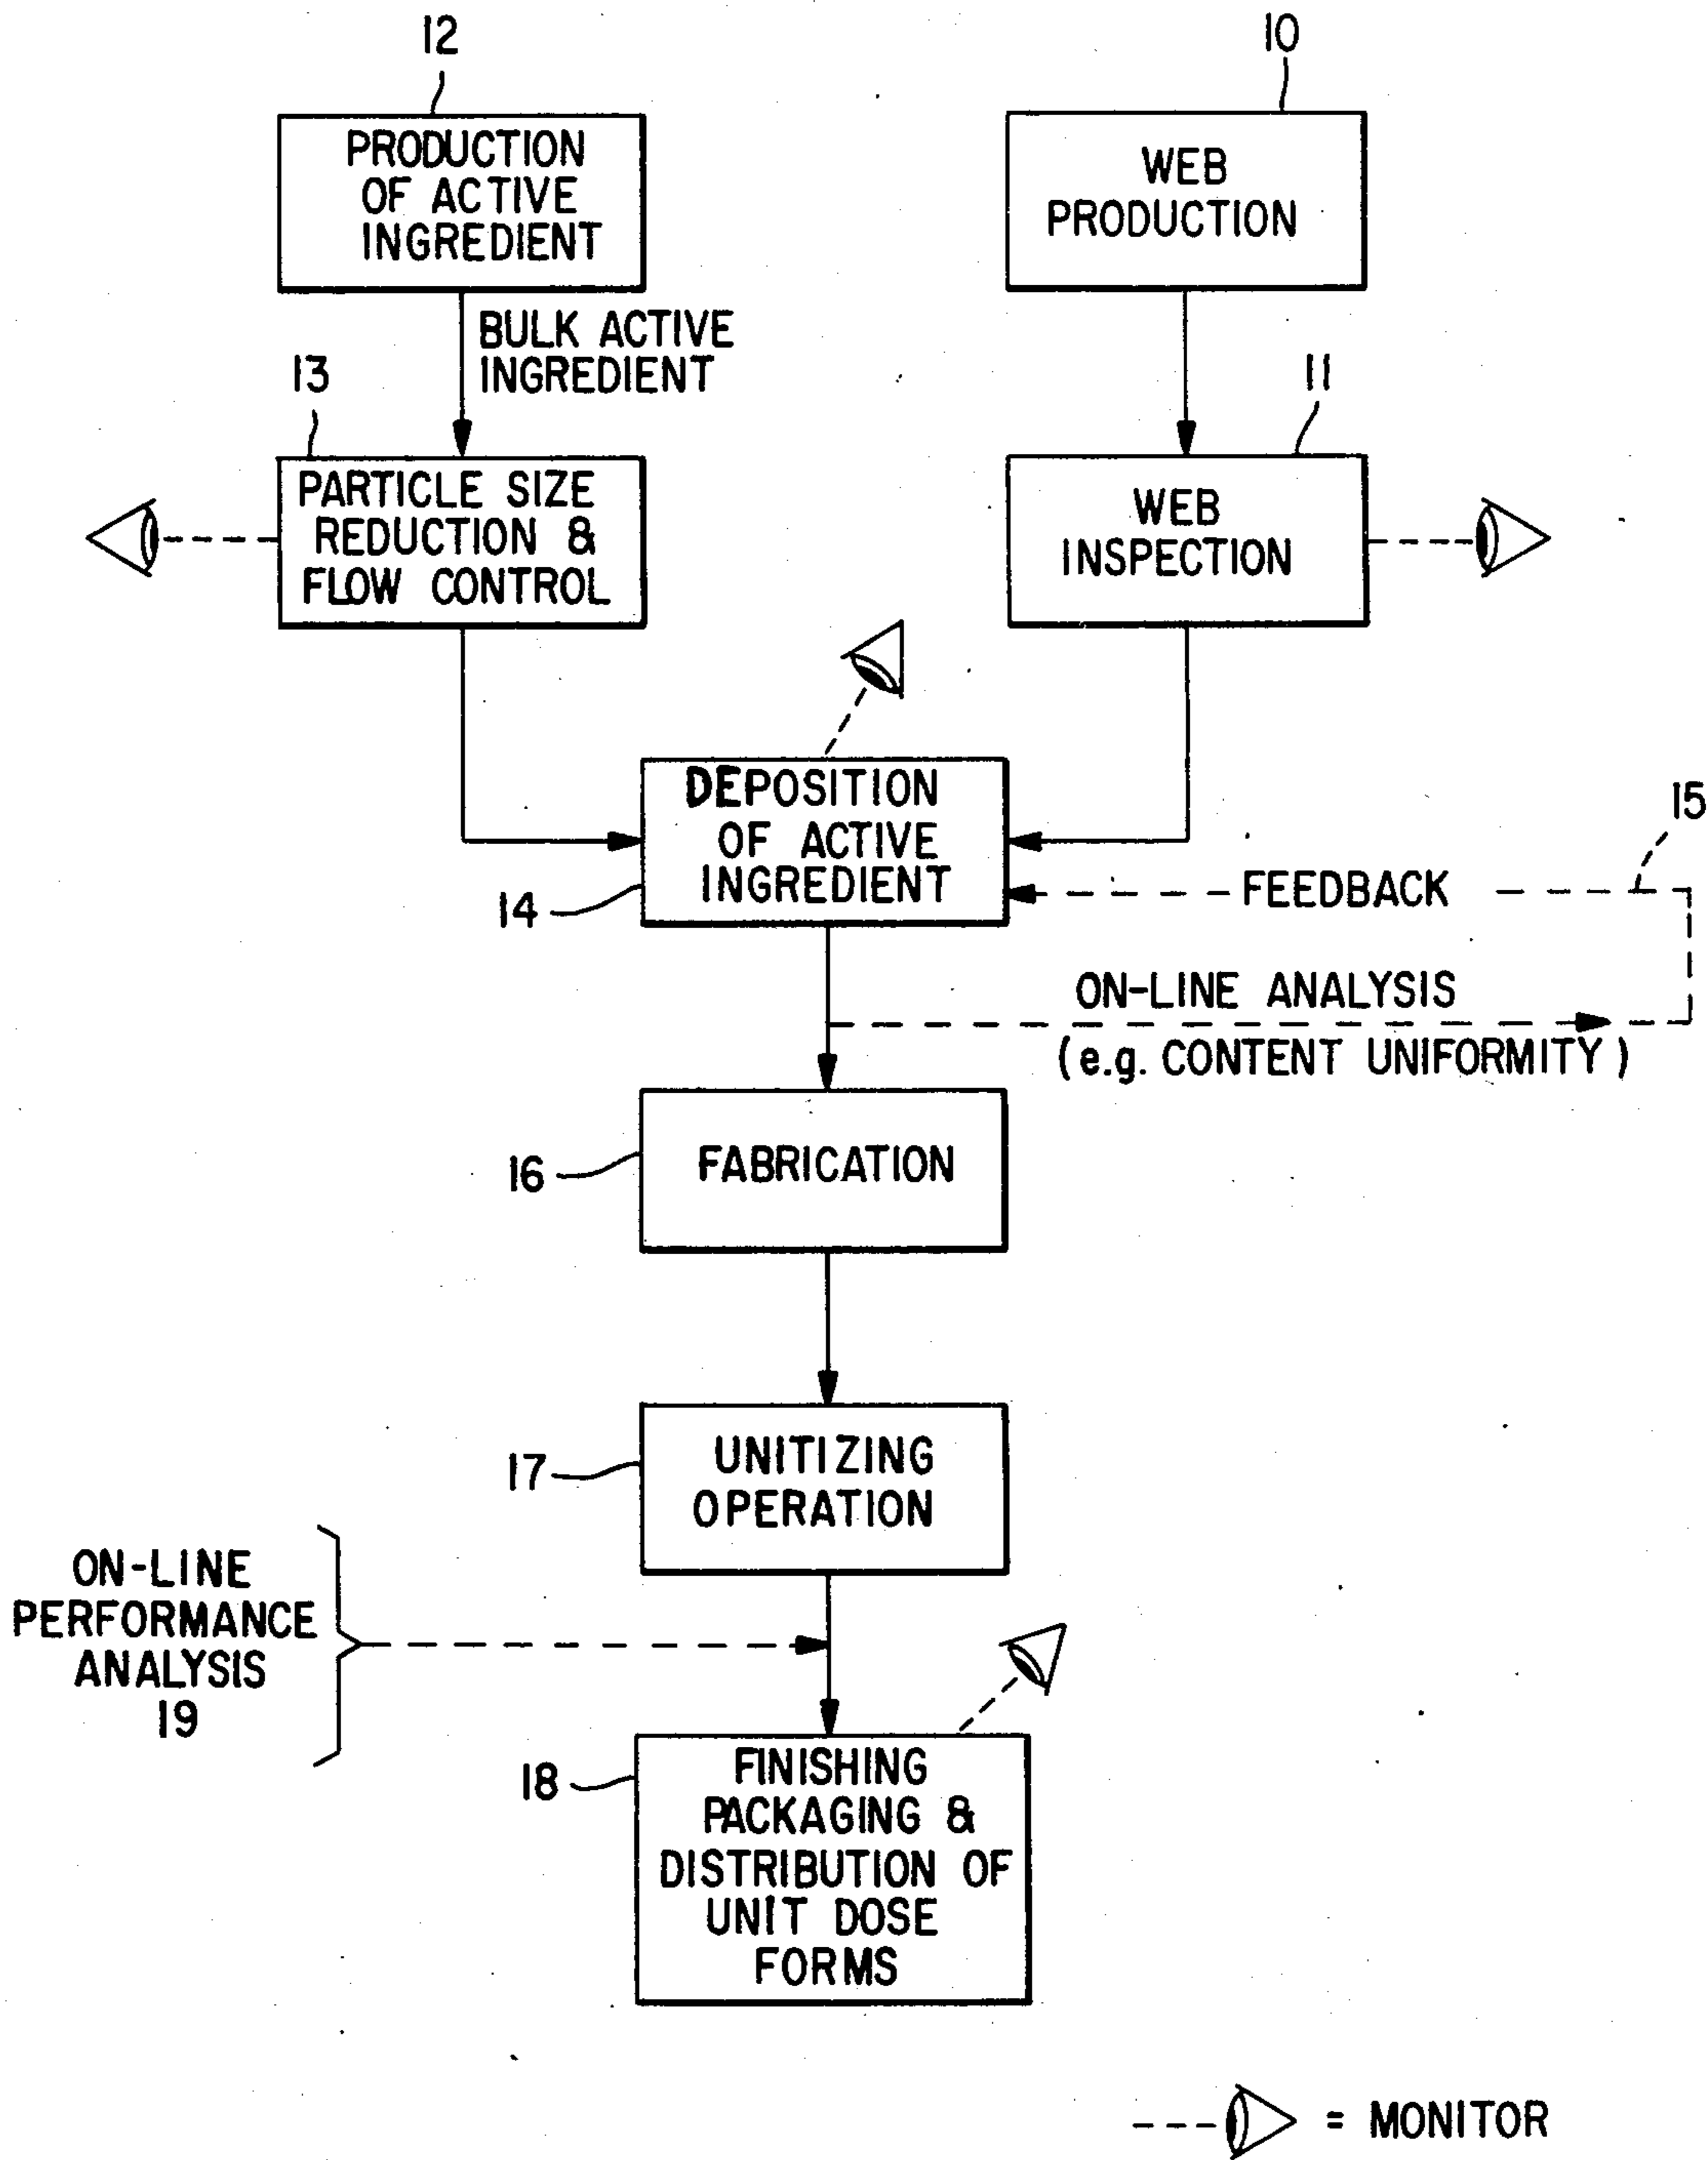 12
10
PRODUCTION
OF ACTIVE
INGREDIENT
WEB
PRODUCTION
BULK ACTIVE
INGREDIENT
13
11
PARTICLE SIZE
REDUCTION &
FLOW CONTROL
WEB
INSPECTION
15
DEPOSITION
OF ACTIVE
INGREDIENT
14
FEEDBACK
ON-LINE ANALYSIS
(e.g. CONTENT UNIFORMITY)
16
FABRICATION
17
UNITIZING
OPERATION
ON-LINE
PERFORMANCE
ANALYSIS
19
18
FINISHING
PACKAGING &
DISTRIBUTION OF
UNIT DOSE
FORMS
= MONITOR